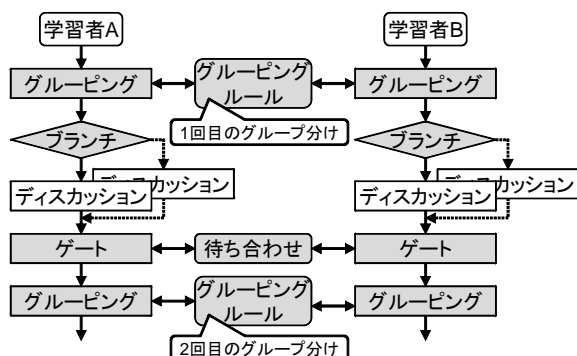 学習者A
学習者B
グルーピング
グルーピング
ルール
グルーピング
1回目のグループ分け
ブランチ
ブランチ
ディスカッション
ディスカッション
ディスカッション
ディスカッション
ゲート
待ち合わせ
ゲート
グルーピング
グルーピング
ルール
グルーピング
2回目のグループ分け